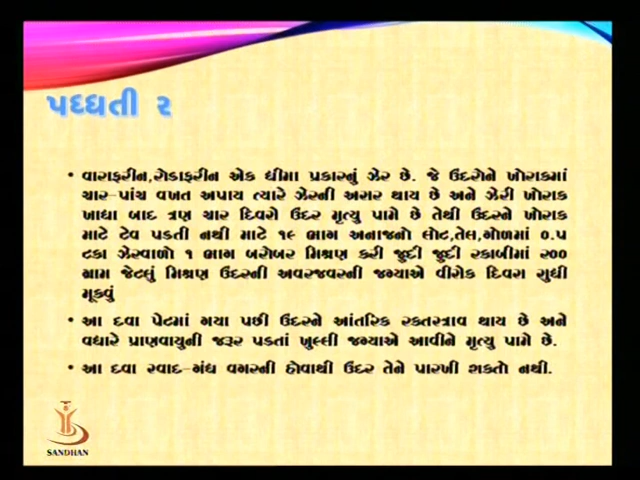 પધ્ધતી ૨
• વારાફરીન,રોડાફરીન એક ધીમા પ્રકારનું ઝેર છે. જે ઉંદરોને ખોરાકમાં
ચાર-પાંચ વખત અપાય ત્યારે ઝેરની અસર થાય છે અને ઝેરી ખોરાક
ખાધા બાદ ત્રણ ચાર દિવસે ઉંદર મૃત્યુ પામે છે તેથી ઉંદરને ખોરાક
માટે ટેવ પડતી નથી માટે ૧૯ ભાગ અનાજનો લોટ,તેલ,ગોળમાં ૦.૫
ટકા ઝેરવાળો ૧ ભાગ બરોબર મિશ્રણ કરી જુદી જુદી રકાબીમાં ૨૦૦
ગ્રામ જેટલું મિશ્રણ ઉંદરની અવરજવરની જગ્યાએ વીસેક દિવસ સુધી
મૂકવું
• આ દવા પેટમાં ગયા પછી ઉંદરને આંતરિક રક્તસ્ત્રાવ થાય છે અને
વધારે પ્રાણવાયુની જરૂર પડતાં ખુલ્લી જગ્યાએ આવીને મૃત્યુ પામે છે.
• આ દવા સ્વાદ-ગંધ વગરની હોવાથી ઉંદર તેને પારખી શકતો નથી.
SANDHAN